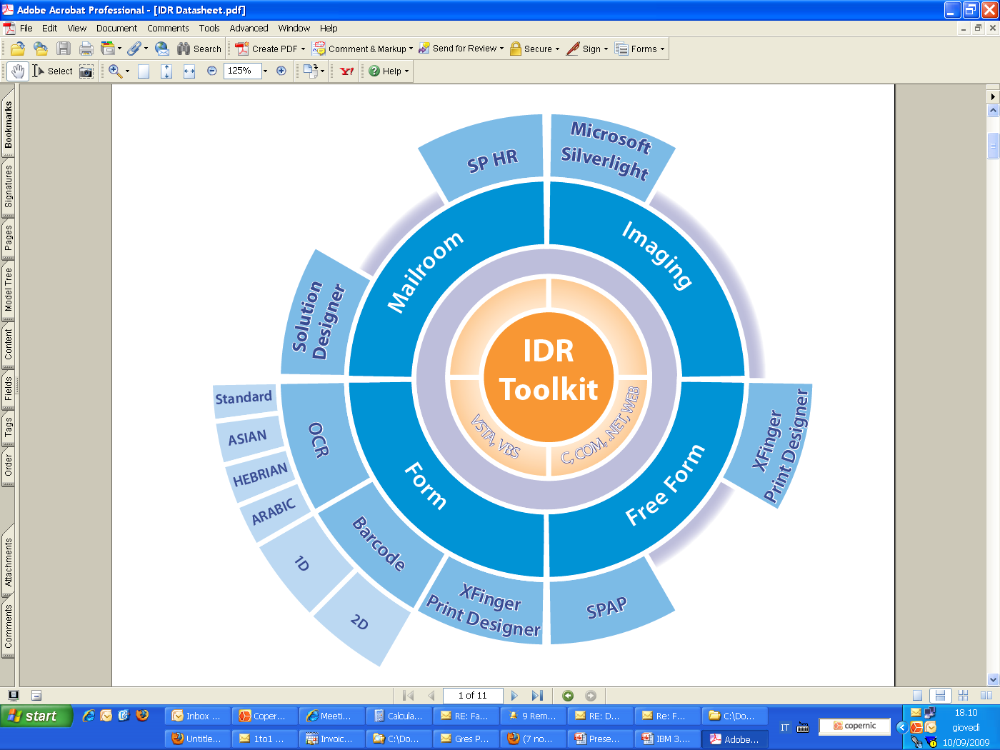 Adobe Acrobat Professional - [IDR Datasheet.pdf]
File Edit View Document Comments Tools Advanced Window Help
Search Create PDF Comment & Markup Send for Review Secure Sign Forms
Select 125% Y! Help
Bookmarks
Signatures
Pages
Model Tree
Content
Fields
Tags
Order
Attachments
Comments
SP HR
Microsoft
Silverlight
Mailroom
Imaging
Solution
Designer
IDR
Toolkit
VSTA, VBS
C, COM, .NET, WEB
Standard
ASIAN
HEBRIAN
ARABIC
OCR
Form
Free Form
XFinger
Print Designer
Barcode
1D
2D
XFinger
Print Designer
SPAP
1 of 11
start
Inbox ... Coper... Meeti... Calcula... RE: Fa... 9 Rem... RE: D... Re: F... C:\Do...
Untitle... 1to1 ... Invoic... C:\Do... Gres P... (7 no... Prese... IBM 3.... Adobe...
IT
copernic
18.10
giovedì
10/09/2009